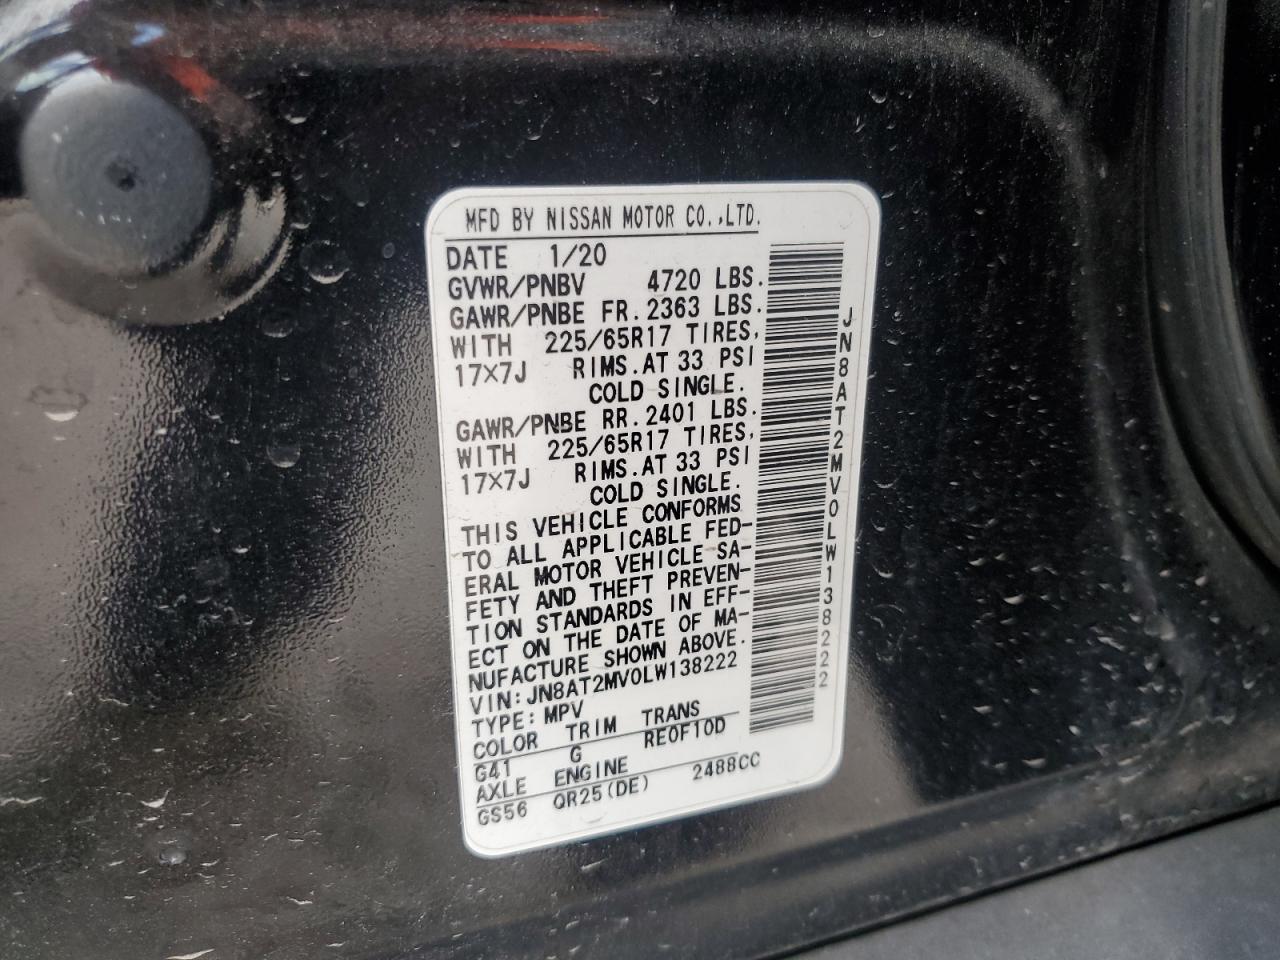 MFD BY NISSAN MOTOR CO.,LTD.
DATE 1/20
GVWR/PNBV 4720 LBS.
GAWR/PNBE FR. 2363 LBS.
WITH 225/65R17 TIRES,
17×7J RIMS. AT 33 PSI
COLD SINGLE.
GAWR/PNBE RR. 2401 LBS.
WITH 225/65R17 TIRES,
17×7J RIMS. AT 33 PSI
COLD SINGLE.
THIS VEHICLE CONFORMS
TO ALL APPLICABLE FED-
ERAL MOTOR VEHICLE SA-
FETY AND THEFT PREVEN-
TION STANDARDS IN EFF-
ECT ON THE DATE OF MA-
NUFACTURE SHOWN ABOVE.
VIN: JN8AT2MV0LW138222
TYPE: MPV
COLOR TRIM TRANS
G41 G RE0F10D
AXLE ENGINE
GS56 QR25(DE) 2488CC
JN8AT2MV0LW138222